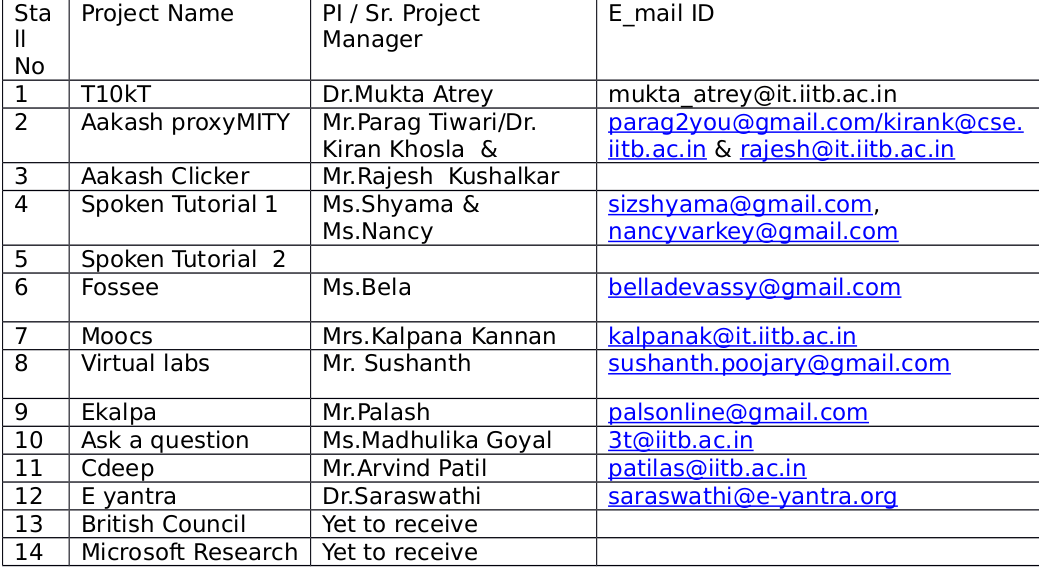 Sta
ll
No
Project Name
PI / Sr. Project
Manager
E_mail ID
1 T10kT Dr.Mukta Atrey mukta_atrey@it.iitb.ac.in
2 Aakash proxyMITY Mr.Parag Tiwari/Dr. parag2you@gmail.com/kirank@cse.
Kiran Khosla  & iitb.ac.in & rajesh@it.iitb.ac.in
3 Aakash Clicker Mr.Rajesh  Kushalkar
4 Spoken Tutorial 1 Ms.Shyama & sizshyama@gmail.com,
Ms.Nancy nancyvarkey@gmail.com
5 Spoken Tutorial  2
6 Fossee Ms.Bela belladevassy@gmail.com
7 Moocs Mrs.Kalpana Kannan kalpanak@it.iitb.ac.in
8 Virtual labs Mr. Sushanth sushanth.poojary@gmail.com
9 Ekalpa Mr.Palash palsonline@gmail.com
10 Ask a question Ms.Madhulika Goyal 3t@iitb.ac.in
11 Cdeep Mr.Arvind Patil patilas@iitb.ac.in
12 E yantra Dr.Saraswathi saraswathi@e-yantra.org
13 British Council Yet to receive
14 Microsoft Research Yet to receive